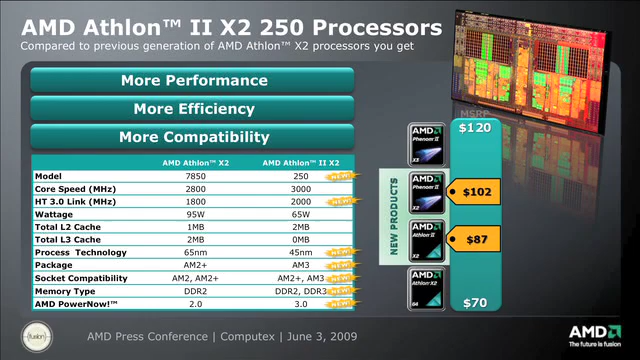 AMD Athlon™ II X2 250 Processors
Compared to previous generation of AMD Athlon™ X2 processors you get
More Performance
More Efficiency
More Compatibility
AMD Athlon™ X2 AMD Athlon™ II X2
Model 7850 250 NEW
Core Speed (MHz) 2800 3000
HT 3.0 Link (MHz) 1800 2000 NEW
Wattage 95W 65W
Total L2 Cache 1MB 2MB
Total L3 Cache 2MB 0MB
Process Technology 65nm 45nm NEW
Package AM2+ AM3 NEW
Socket Compatibility AM2, AM2+ AM2+, AM3 NEW
Memory Type DDR2 DDR2, DDR3 NEW
AMD PowerNow!™ 2.0 3.0 NEW
MSRP
$120
AMD
Phenom II
X3
NEW PRODUCTS
AMD
Phenom II
X2
$102
AMD
Athlon II
X2
$87
AMD
Athlon X2
64
$70
fusion
AMD Press Conference | Computex | June 3, 2009
AMD
The future is fusion